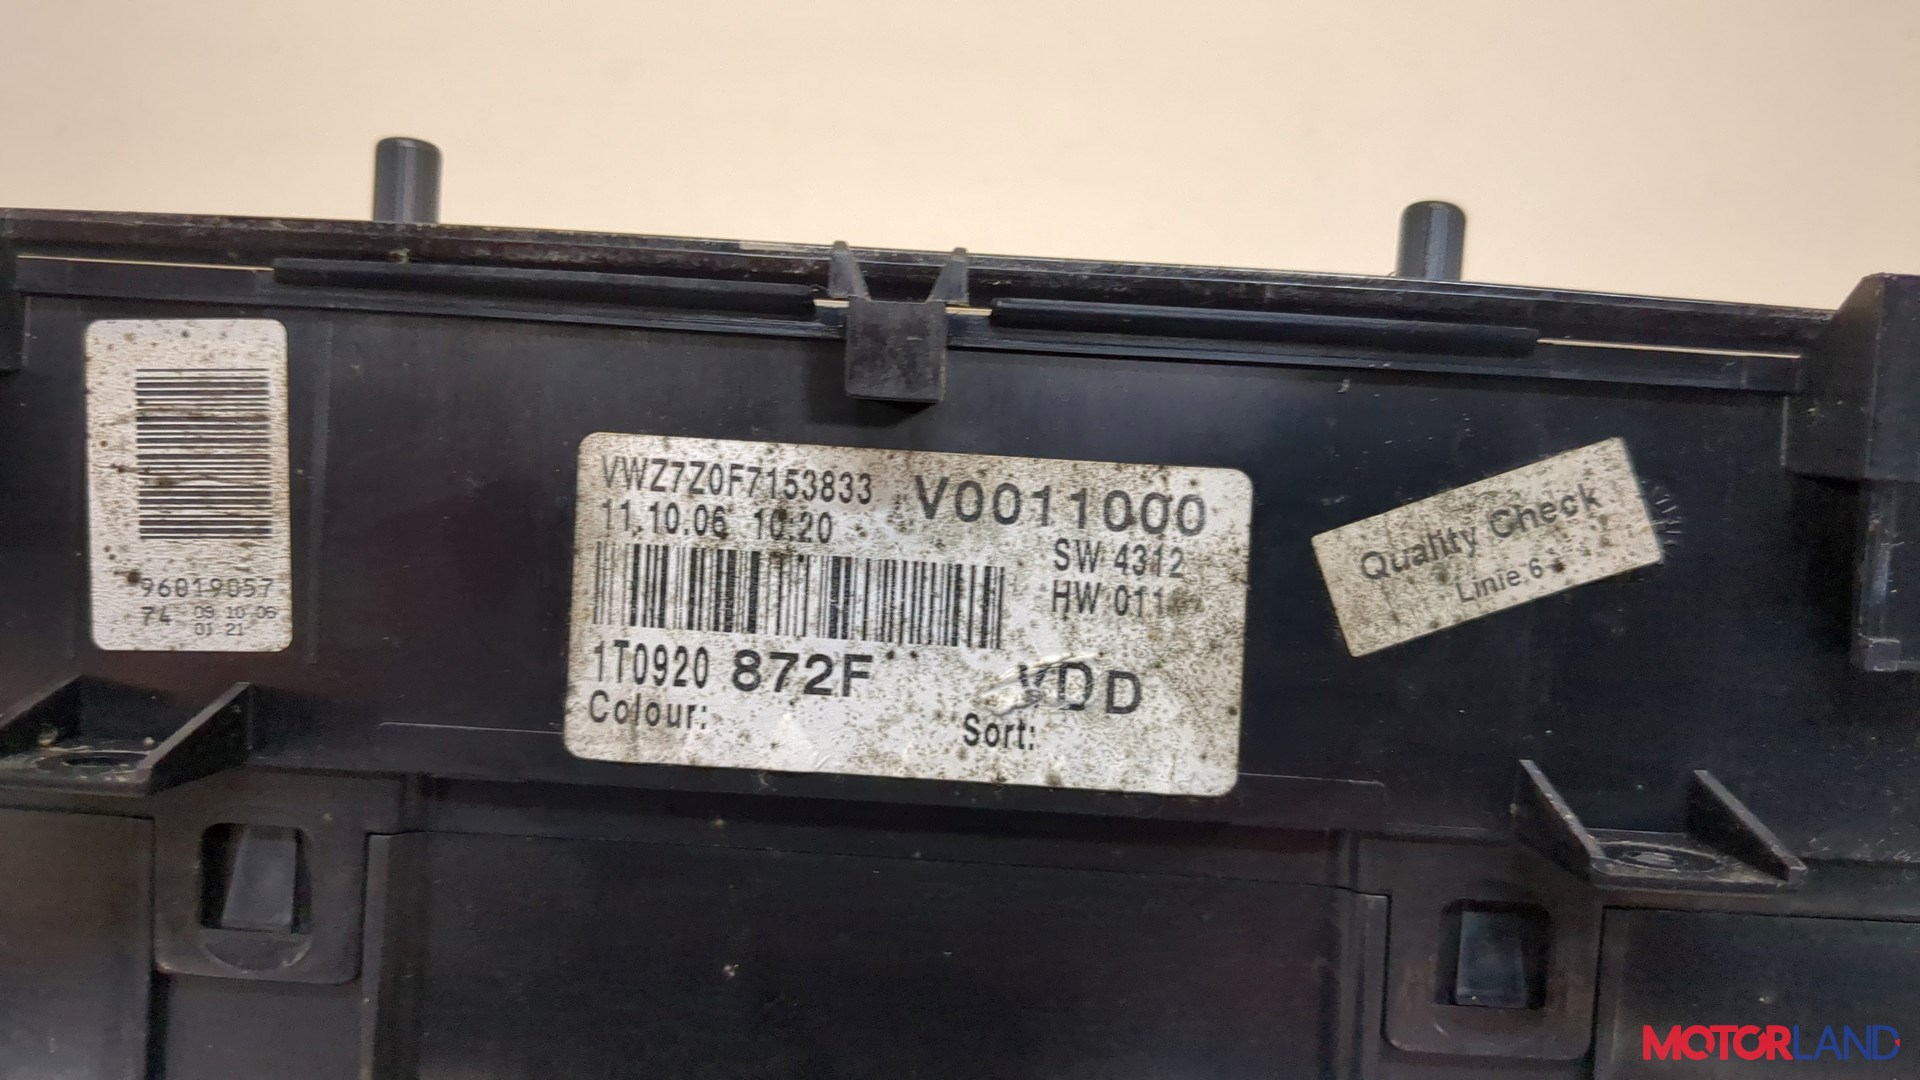 96019057
74 09 10 06
01 21
VWZ7Z0F7153833 V0011000
11.10.06 10:20
SW 4312
HW 011
1T0920 872F VDD
Colour: Sort:
Quality Check
Linie 6
MOTORLAND